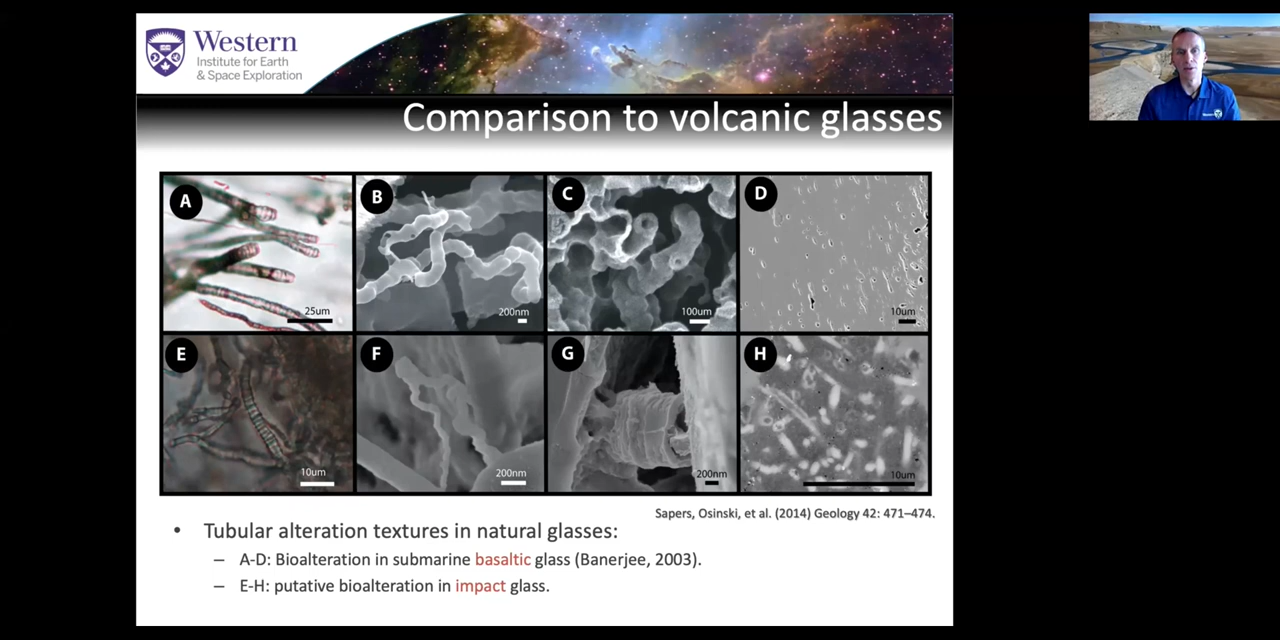 Western
Institute for Earth
& Space Exploration
Comparison to volcanic glasses
A
25um
B
200nm
C
100um
D
10um
E
10um
F
200nm
G
200nm
H
10um
Sapers, Osinski, et al. (2014) Geology 42: 471–474.
• Tubular alteration textures in natural glasses:
– A-D: Bioalteration in submarine basaltic glass (Banerjee, 2003).
– E-H: putative bioalteration in impact glass.